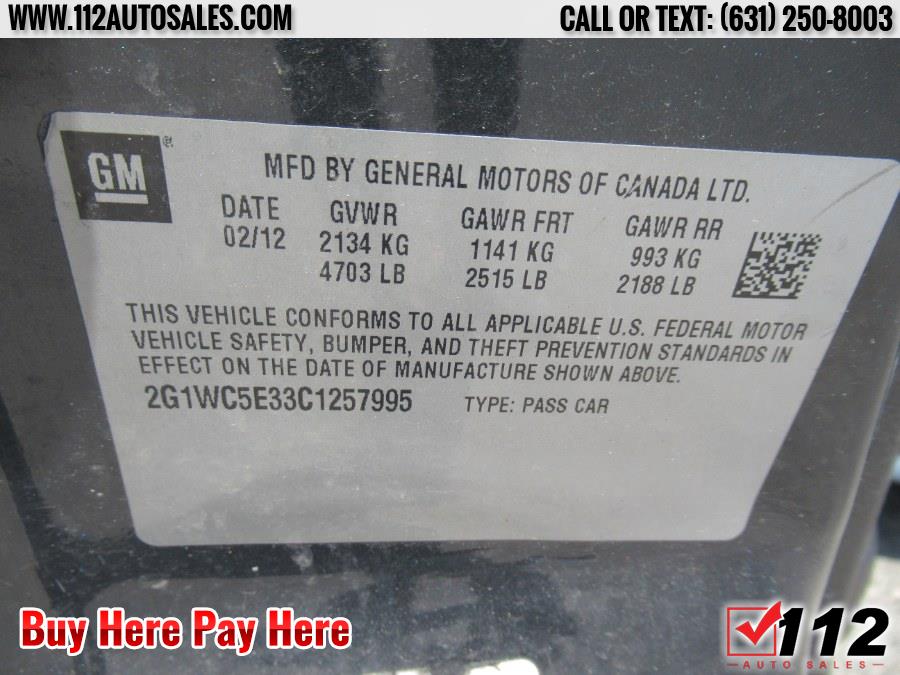 WWW.112AUTOSALES.COM
CALL OR TEXT: (631) 250-8003
GM®
MFD BY GENERAL MOTORS OF CANADA LTD.
DATE GVWR GAWR FRT GAWR RR
02/12 2134 KG 1141 KG 993 KG
4703 LB 2515 LB 2188 LB
THIS VEHICLE CONFORMS TO ALL APPLICABLE U.S. FEDERAL MOTOR
VEHICLE SAFETY, BUMPER, AND THEFT PREVENTION STANDARDS IN
EFFECT ON THE DATE OF MANUFACTURE SHOWN ABOVE.
2G1WC5E33C1257995 TYPE: PASS CAR
Buy Here Pay Here
112
AUTO SALES